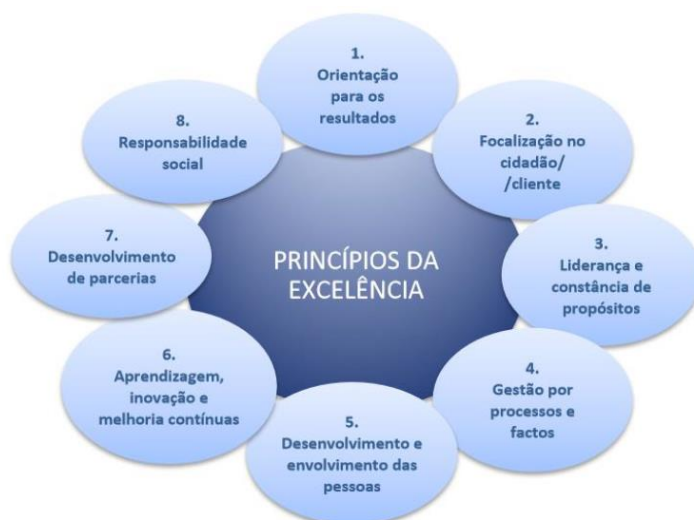 1.
Orientação
para os
resultados
2.
Focalização no
cidadão/
/cliente
3.
Liderança e
constância de
propósitos
4.
Gestão por
processos e
factos
5.
Desenvolvimento e
envolvimento das
pessoas
6.
Aprendizagem,
inovação e
melhoria contínuas
7.
Desenvolvimento
de parcerias
8.
Responsabilidade
social
PRINCÍPIOS DA
EXCELÊNCIA